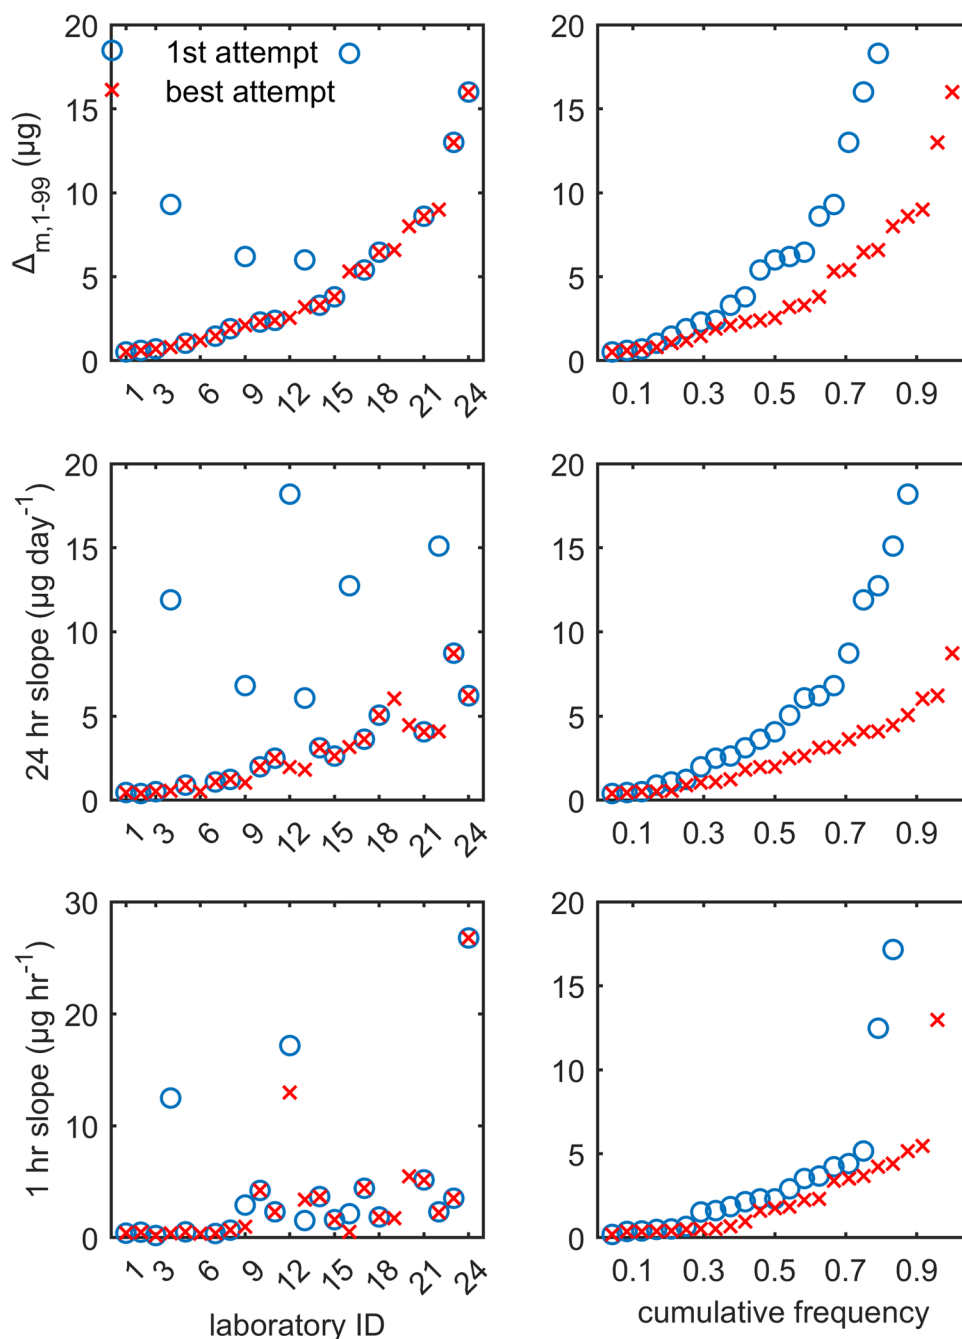 20
15
10
5
0
Δm,1-99 (µg)
1st attempt
best attempt
1 3 6 9 12 15 18 21 24
20
15
10
5
0
0.1 0.3 0.5 0.7 0.9
20
15
10
5
0
24 hr slope (µg day-1)
1 3 6 9 12 15 18 21 24
20
15
10
5
0
0.1 0.3 0.5 0.7 0.9
30
20
10
0
1 hr slope (µg hr-1)
1 3 6 9 12 15 18 21 24
laboratory ID
20
15
10
5
0
0.1 0.3 0.5 0.7 0.9
cumulative frequency